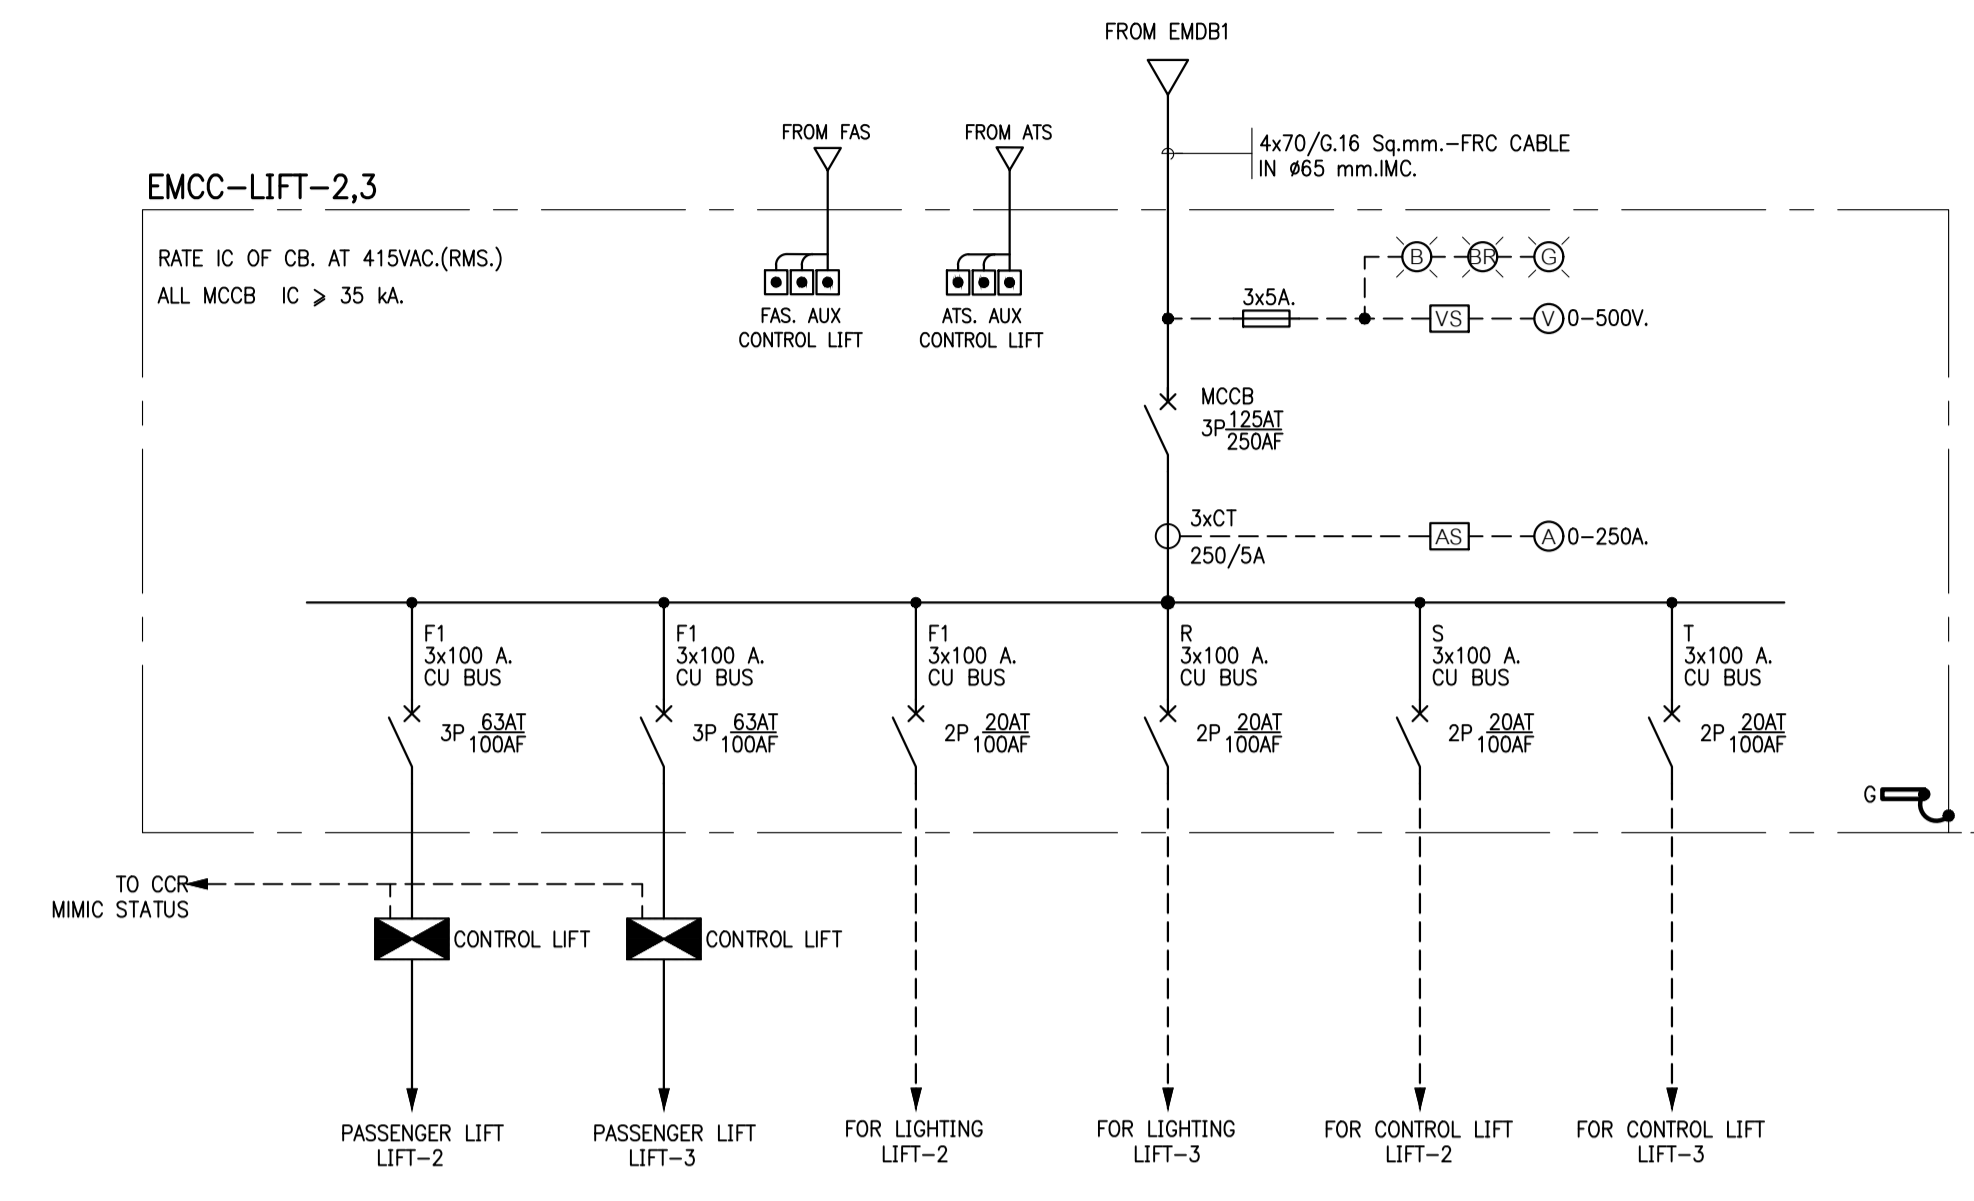 FROM EMDB1
FROM FAS
FROM ATS
4x70/G.16 Sq.mm.-FRC CABLE
IN ø65 mm.IMC.
EMCC-LIFT-2,3
RATE IC OF CB. AT 415VAC.(RMS.)
ALL MCCB IC ⩾ 35 kA.
FAS. AUX
CONTROL LIFT
ATS. AUX
CONTROL LIFT
B
BR
G
3x5A.
VS
V
0-500V.
MCCB
3P 125AT
250AF
3xCT
250/5A
AS
A
0-250A.
F1
3x100 A.
CU BUS
3P, 63AT
100AF
F1
3x100 A.
CU BUS
3P, 63AT
100AF
F1
3x100 A.
CU BUS
2P, 20AT
100AF
R
3x100 A.
CU BUS
2P, 20AT
100AF
S
3x100 A.
CU BUS
2P, 20AT
100AF
T
3x100 A.
CU BUS
2P, 20AT
100AF
G
TO CCR
MIMIC STATUS
CONTROL LIFT
CONTROL LIFT
PASSENGER LIFT
LIFT-2
PASSENGER LIFT
LIFT-3
FOR LIGHTING
LIFT-2
FOR LIGHTING
LIFT-3
FOR CONTROL LIFT
LIFT-2
FOR CONTROL LIFT
LIFT-3